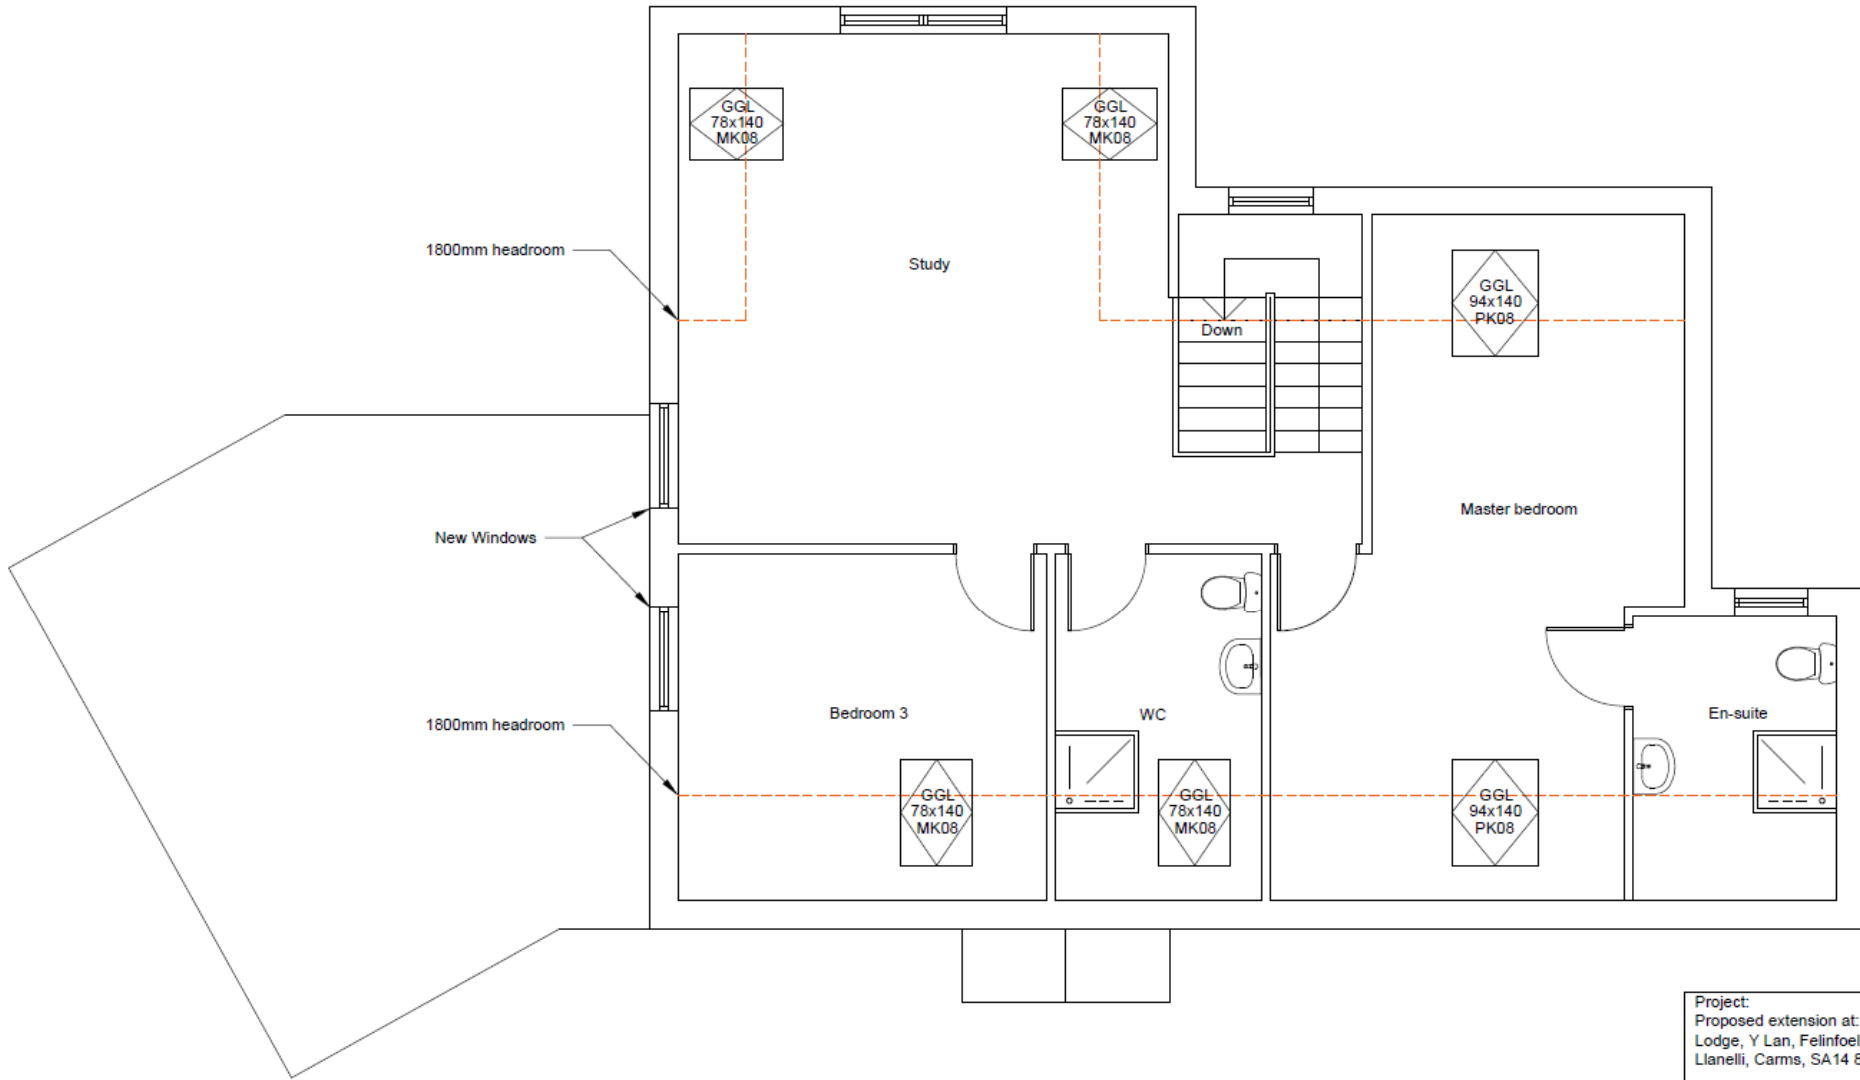 GGL
78x140
MK08
GGL
78x140
MK08
1800mm headroom
Study
GGL
94x140
PK08
Down
Master bedroom
New Windows
Bedroom 3
WC
En-suite
1800mm headroom
GGL
78x140
MK08
GGL
78x140
MK08
GGL
94x140
PK08
Project:
Proposed extension at:
Lodge, Y Lan, Felinfoel
Llanelli, Carms, SA14 8